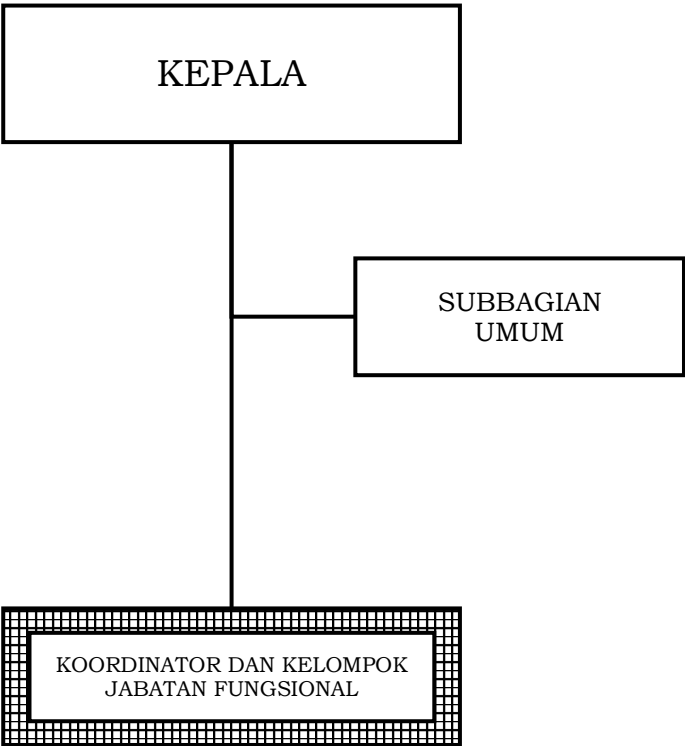 KEPALA
SUBBAGIAN
UMUM
KOORDINATOR DAN KELOMPOK
JABATAN FUNGSIONAL